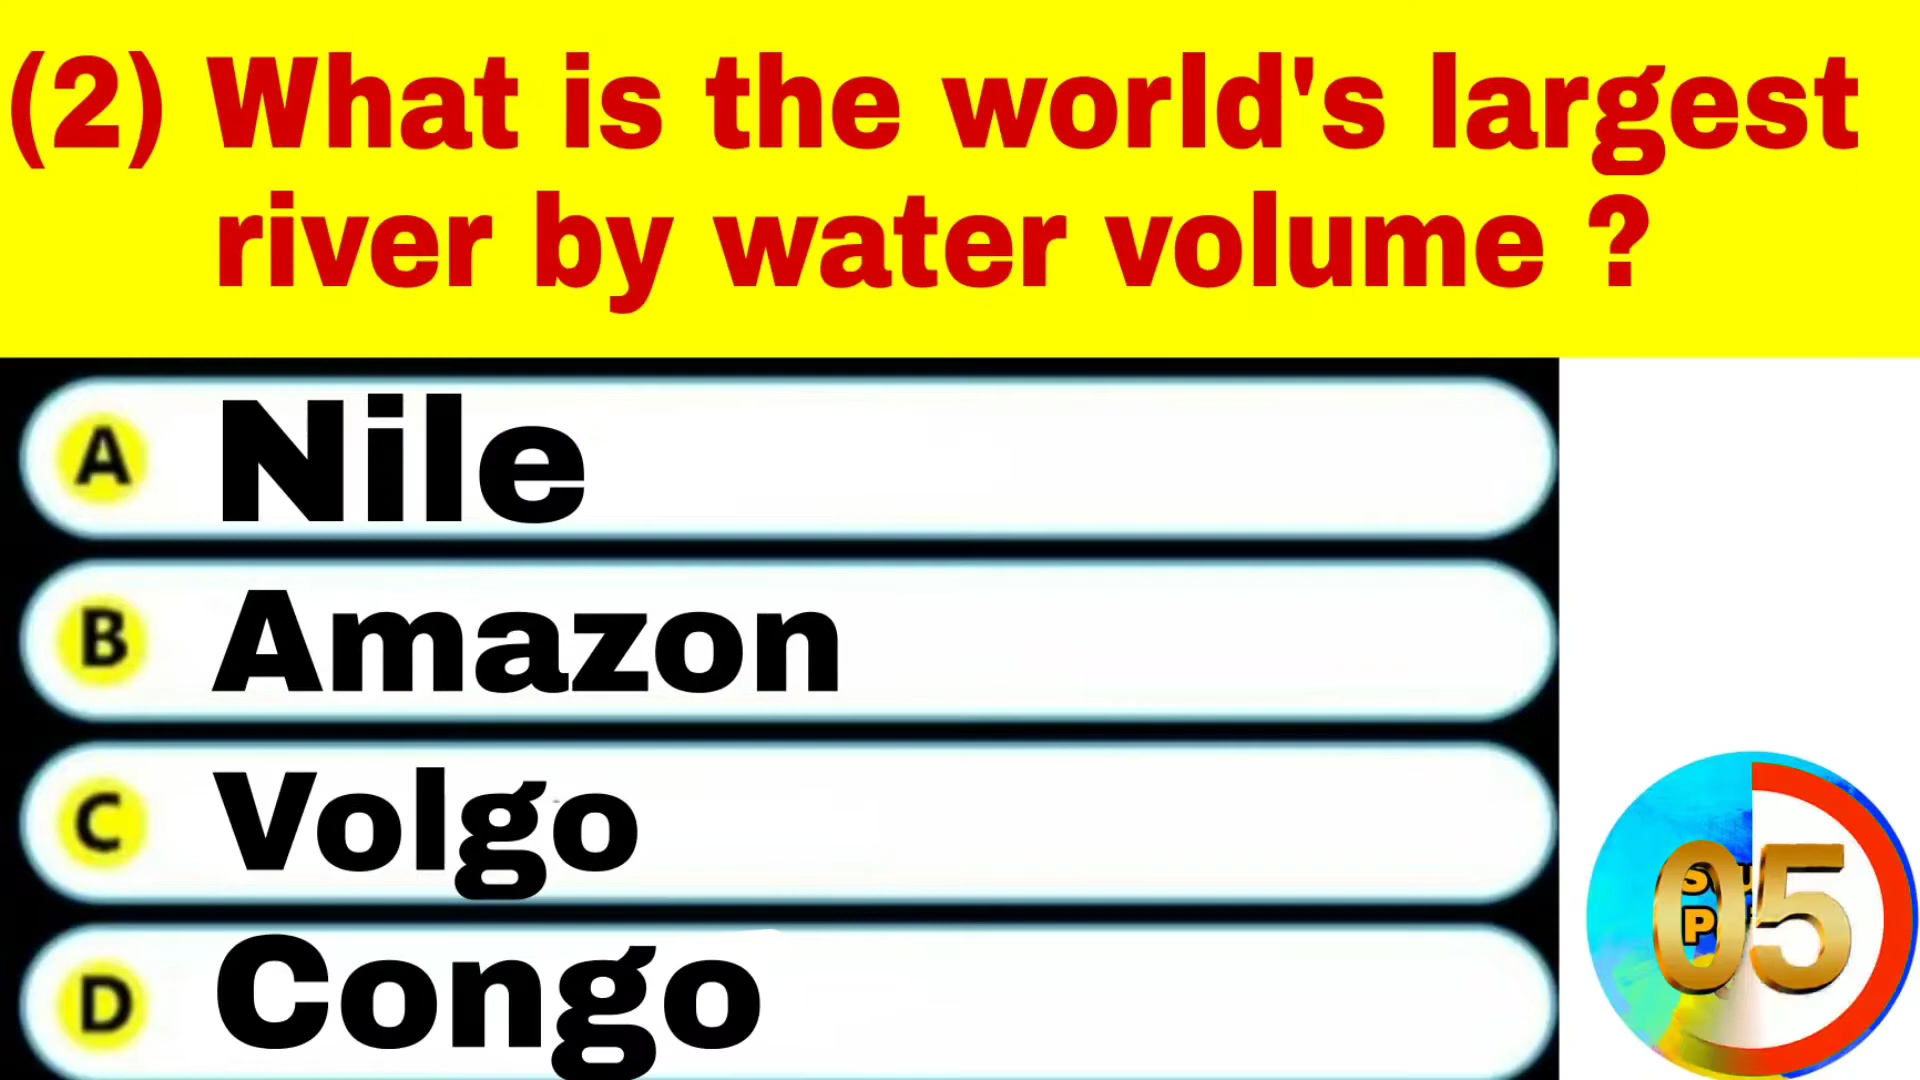 (2) What is the world's largest
river by water volume ?
A Nile
B Amazon
C Volgo
D Congo
05